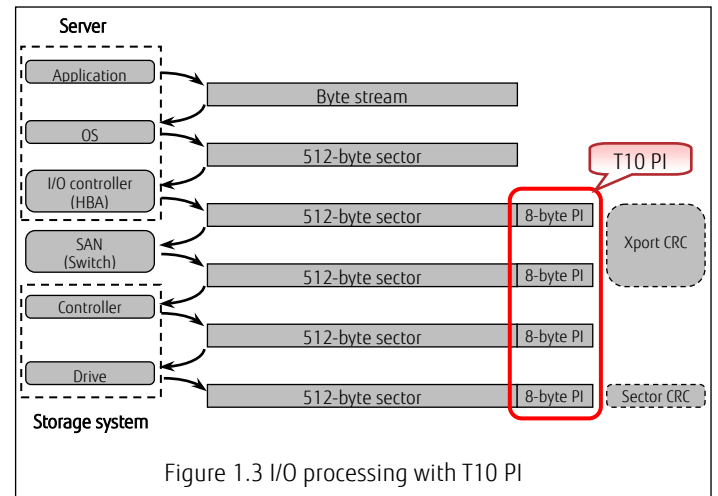 Server
Application
Byte stream
OS
512-byte sector
T10 PI
I/O controller
(HBA)
512-byte sector
8-byte PI
Xport CRC
SAN
(Switch)
512-byte sector
8-byte PI
Controller
512-byte sector
8-byte PI
Drive
512-byte sector
8-byte PI
Sector CRC
Storage system
Figure 1.3 I/O processing with T10 PI